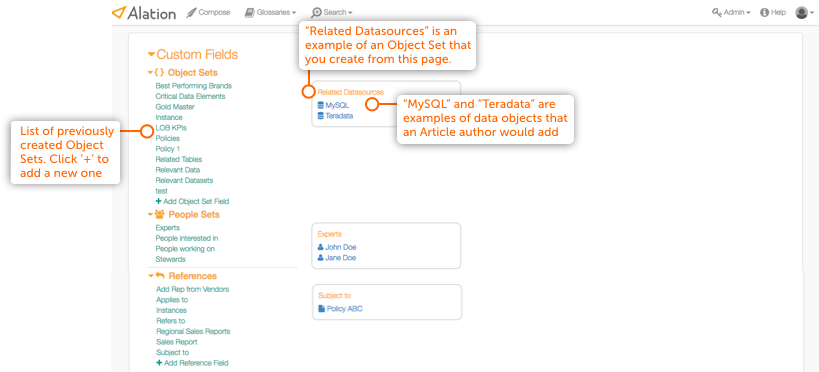 Alation
Compose
Glossaries
Search
Admin
Help
"Related Datasources" is an
example of an Object Set that
you create from this page.
Custom Fields
{ } Object Sets
Best Performing Brands
Critical Data Elements
Gold Master
Instance
LOB KPIs
Policies
Policy 1
Related Tables
Relevant Data
Relevant Datasets
test
+ Add Object Set Field
Related Datasources
MySQL
Teradata
"MySQL" and "Teradata" are
examples of data objects that
an Article author would add
List of previously
created Object
Sets. Click '+' to
add a new one
People Sets
Experts
People interested in
People working on
Stewards
Experts
John Doe
Jane Doe
References
Add Rep from Vendors
Applies to
Instances
Refers to
Regional Sales Reports
Sales Report
Subject to
+ Add Reference Field
Subject to
Policy ABC